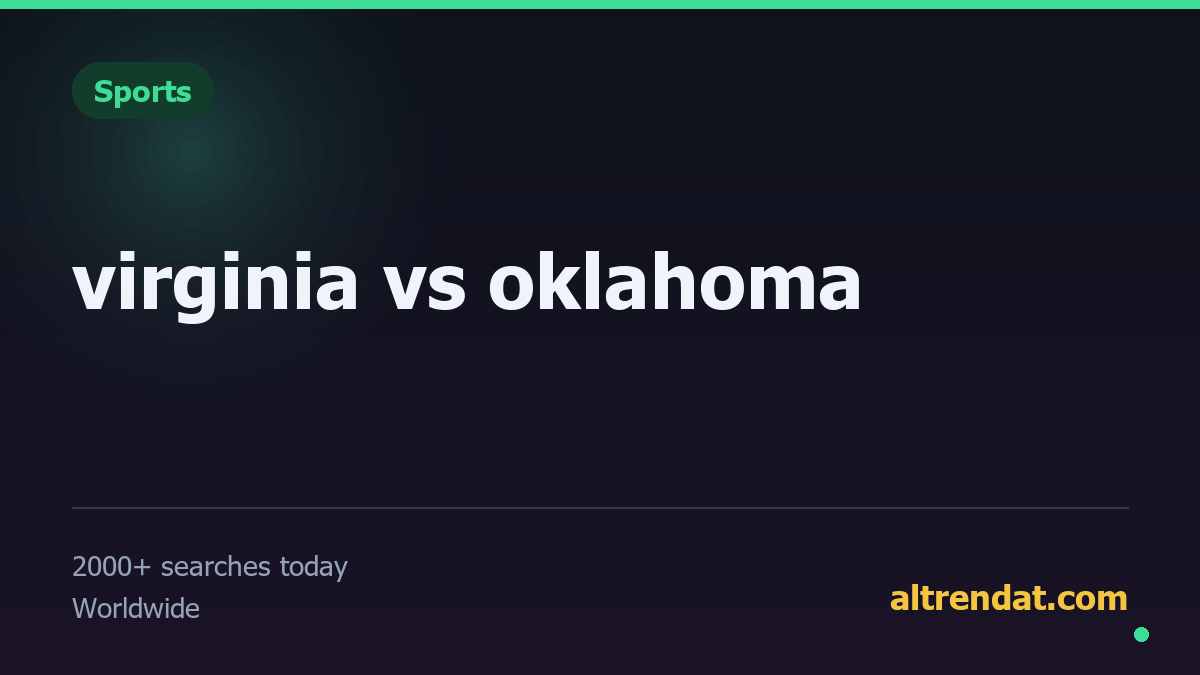 Sports
virginia vs oklahoma
2000+ searches today
Worldwide
altrendat.com